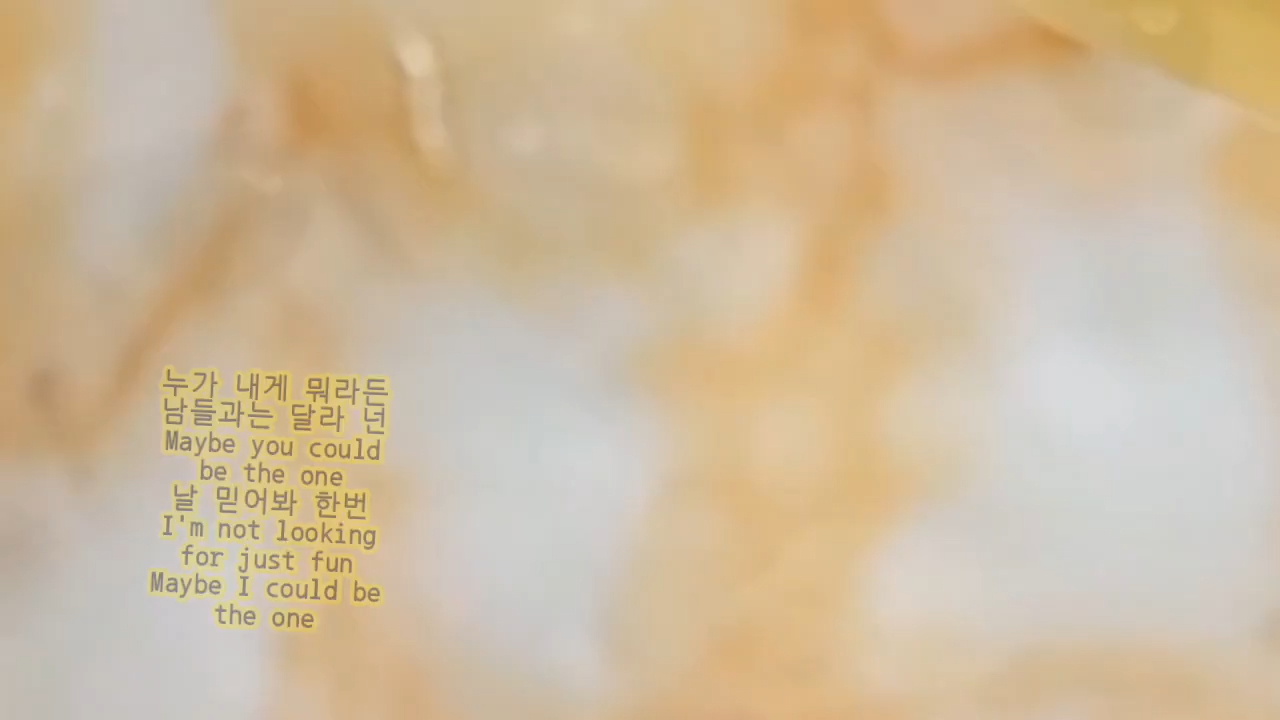 누가 내게 뭐라든
남들과는 달라 넌
Maybe you could
be the one
날 믿어봐 한번
I'm not looking
for just fun
Maybe I could be
the one